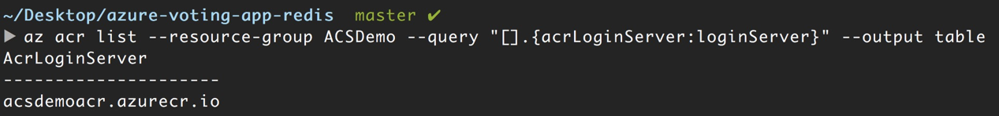 ~/Desktop/azure-voting-app-redis master ✔
▶ az acr list --resource-group ACSDemo --query "[].{acrLoginServer:loginServer}" --output table
AcrLoginServer
---------------------
acsdemoacr.azurecr.io